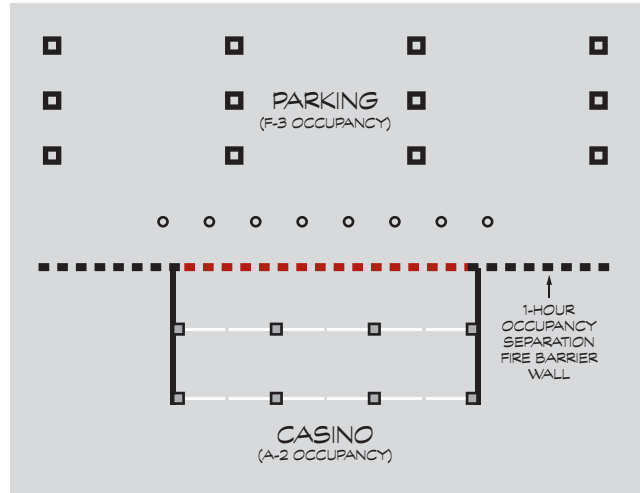 PARKING
(F-3 OCCUPANCY)
1-HOUR
OCCUPANCY
SEPARATION
FIRE BARRIER
WALL
CASINO
(A-2 OCCUPANCY)